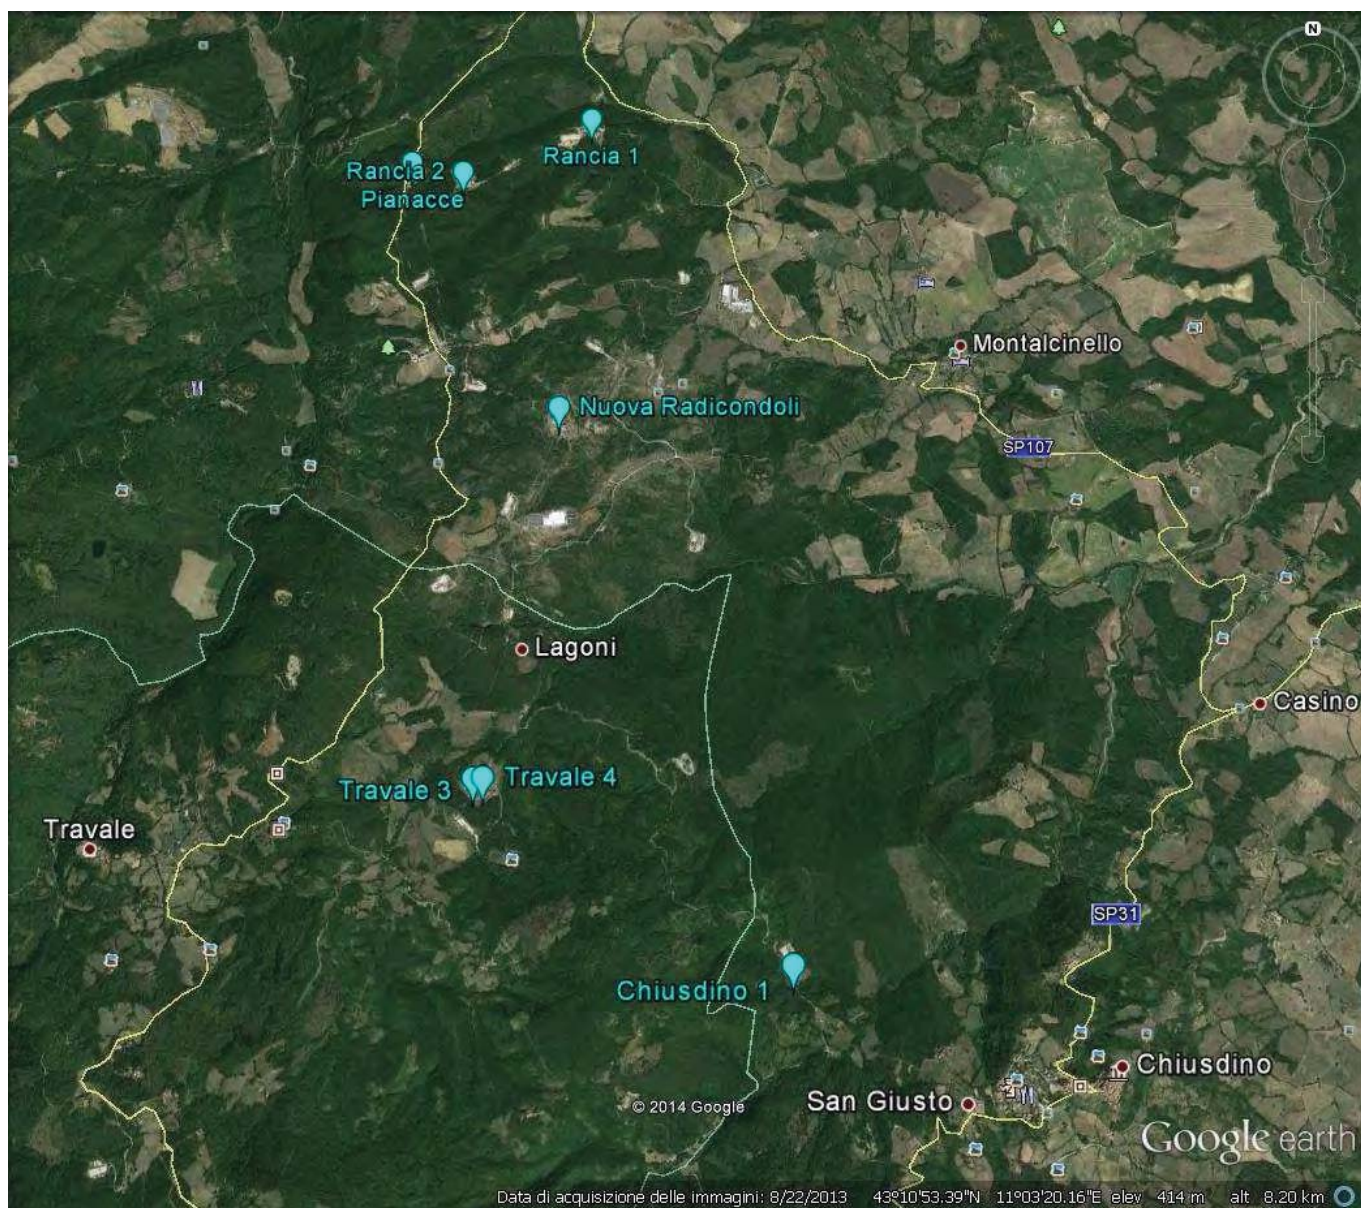 N
Rancia 1
Rancia 2
Pianacce
Montalcinello
Nuova Radicondoli
SP107
Lagoni
Casino
Travale 3
Travale 4
Travale
SP31
Chiusdino 1
Chiusdino
San Giusto
© 2014 Google
Google earth
Data di acquisizione delle immagini: 8/22/2013 43°10'53.39"N 11°03'20.16"E elev 414 m alt 8.20 km